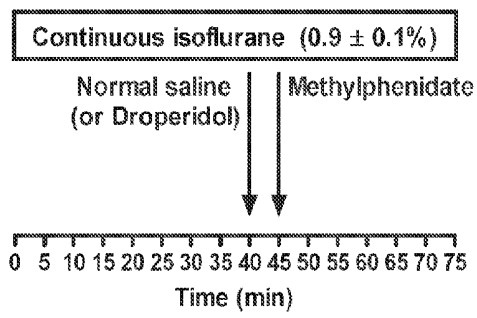 Continuous isoflurane (0.9 ± 0.1%)
Normal saline
(or Droperidol)
Methylphenidate
0 5 10 15 20 25 30 35 40 45 50 55 60 65 70 75
Time (min)